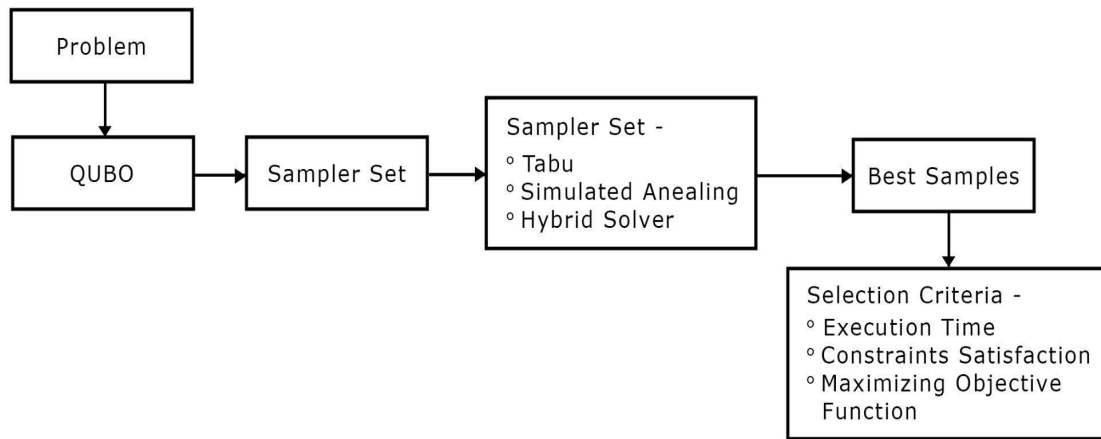 Problem
QUBO
Sampler Set
Sampler Set -
° Tabu
° Simulated Anealing
° Hybrid Solver
Best Samples
Selection Criteria -
° Execution Time
° Constraints Satisfaction
° Maximizing Objective
Function